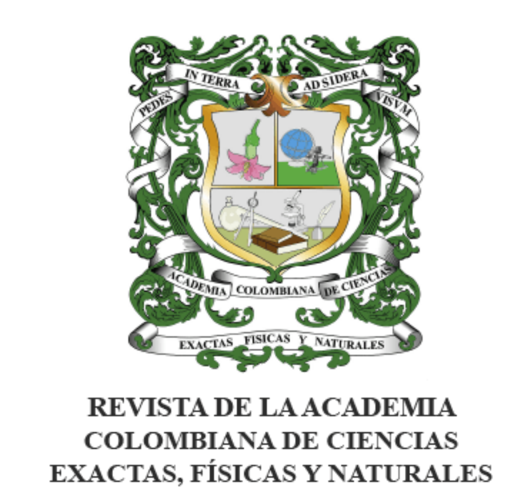 PEDES IN TERRA AD SIDERA VISVM
ACADEMIA COLOMBIANA DE CIENCIAS
EXACTAS FISICAS Y NATURALES
REVISTA DE LA ACADEMIA
COLOMBIANA DE CIENCIAS
EXACTAS, FÍSICAS Y NATURALES